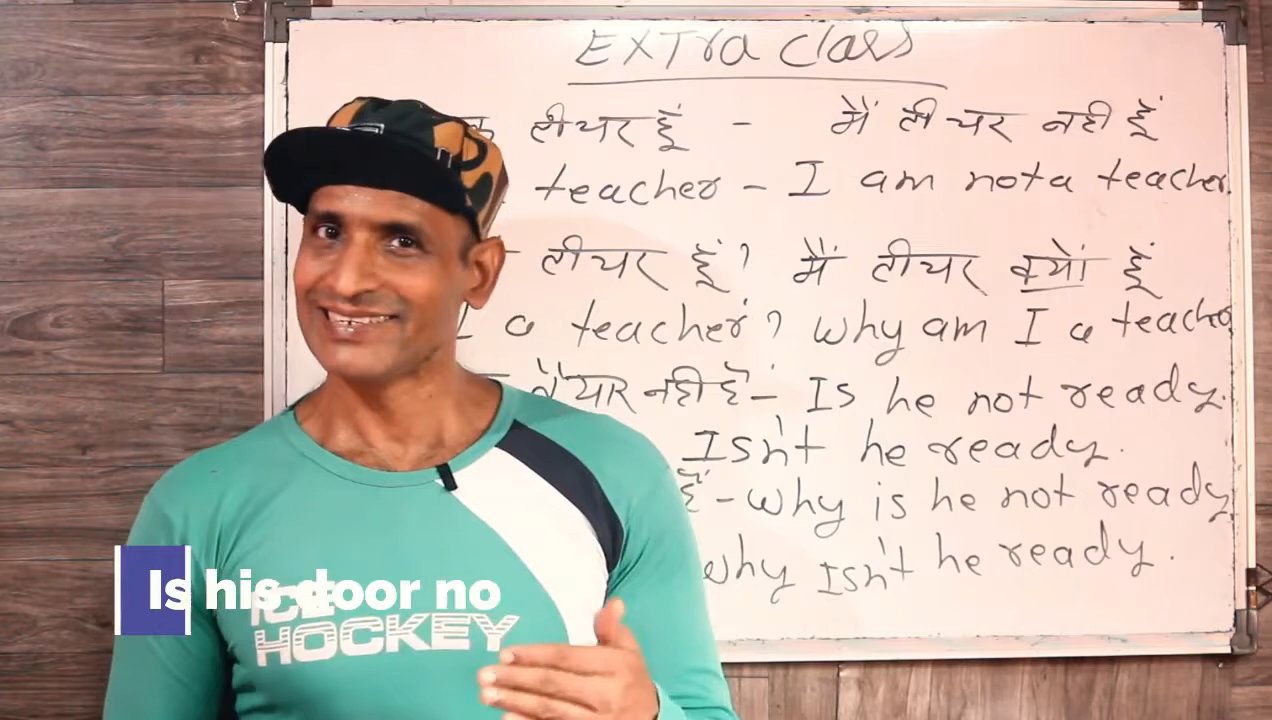 EXTra Class
टीचर हूं - मैं टीचर नही हूं
teacher - I am not a teacher.
टीचर हूं? मैं टीचर क्यों हूं
I a teacher? why am I a teacher
तैयार नही है - Is he not ready.
Isn't he ready.
हैं - why is he not ready
why Isn't he ready.
Is his door no
ICE
HOCKEY